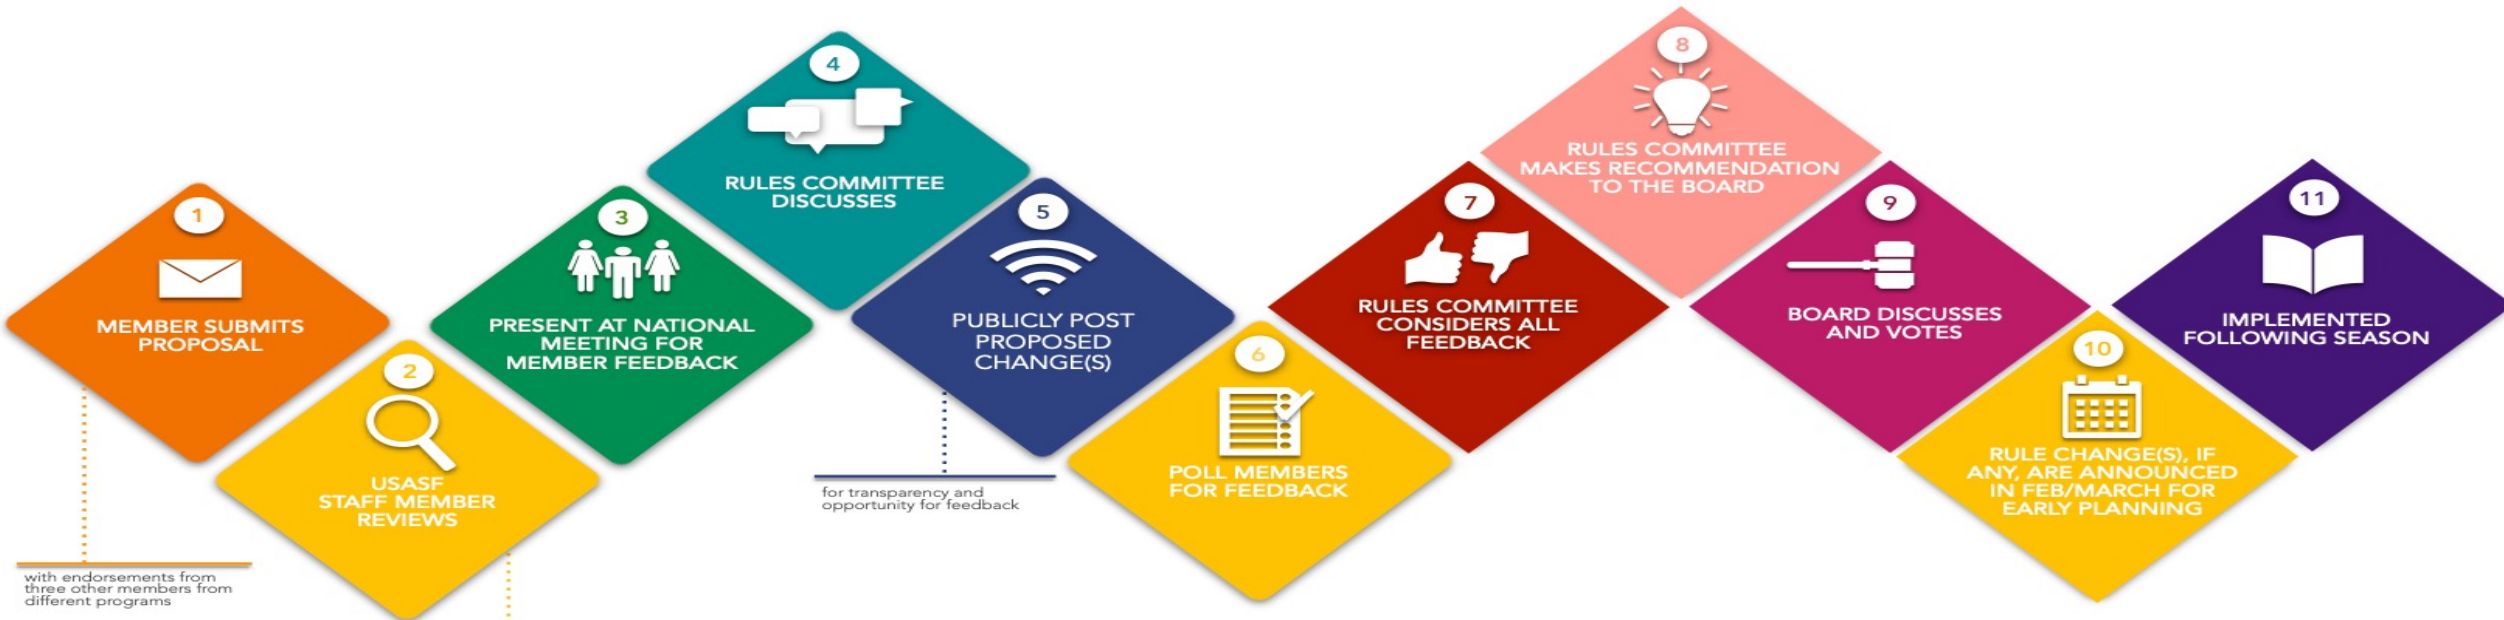 1
MEMBER SUBMITS
PROPOSAL
with endorsements from
three other members from
different programs
2
USASF
STAFF MEMBER
REVIEWS
3
PRESENT AT NATIONAL
MEETING FOR
MEMBER FEEDBACK
4
RULES COMMITTEE
DISCUSSES
5
PUBLICLY POST
PROPOSED
CHANGE(S)
for transparency and
opportunity for feedback
6
POLL MEMBERS
FOR FEEDBACK
7
RULES COMMITTEE
CONSIDERS ALL
FEEDBACK
8
RULES COMMITTEE
MAKES RECOMMENDATION
TO THE BOARD
9
BOARD DISCUSSES
AND VOTES
10
RULE CHANGE(S), IF
ANY, ARE ANNOUNCED
IN FEB/MARCH FOR
EARLY PLANNING
11
IMPLEMENTED
FOLLOWING SEASON